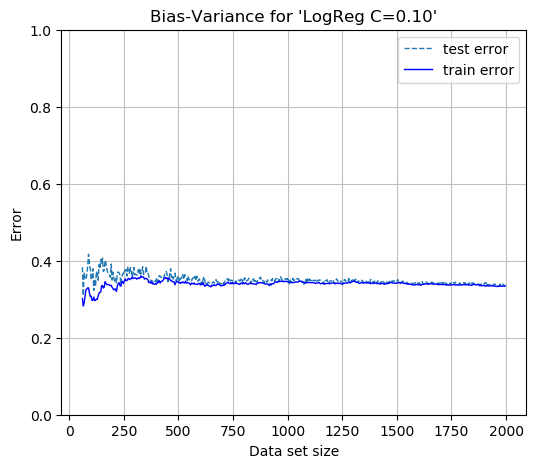 Bias-Variance for 'LogReg C=0.10'
test error
train error
Error
1.0
0.8
0.6
0.4
0.2
0.0
0 250 500 750 1000 1250 1500 1750 2000
Data set size